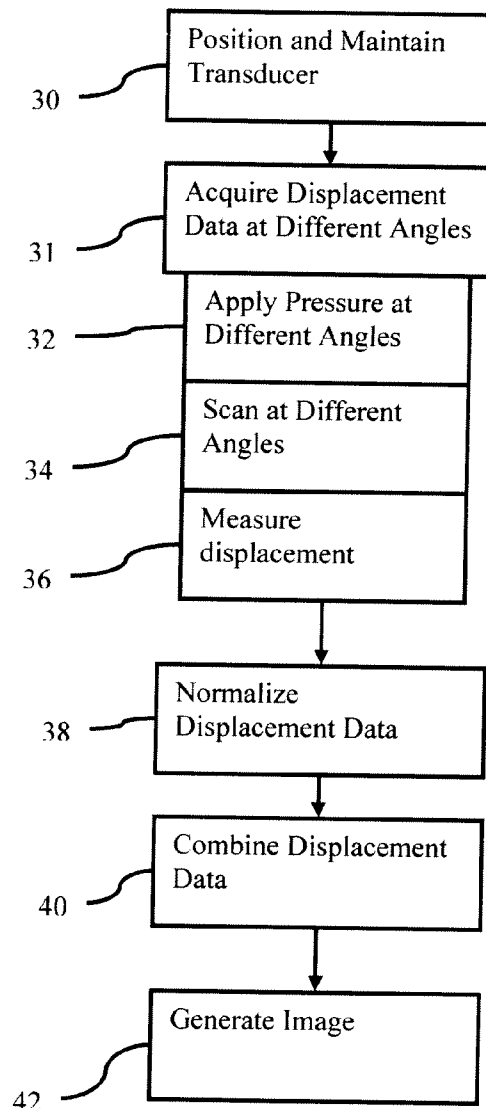 Position and Maintain
Transducer
30
Acquire Displacement
Data at Different Angles
31
Apply Pressure at
Different Angles
32
Scan at Different
Angles
34
Measure
displacement
36
Normalize
Displacement Data
38
Combine Displacement
Data
40
Generate Image
42